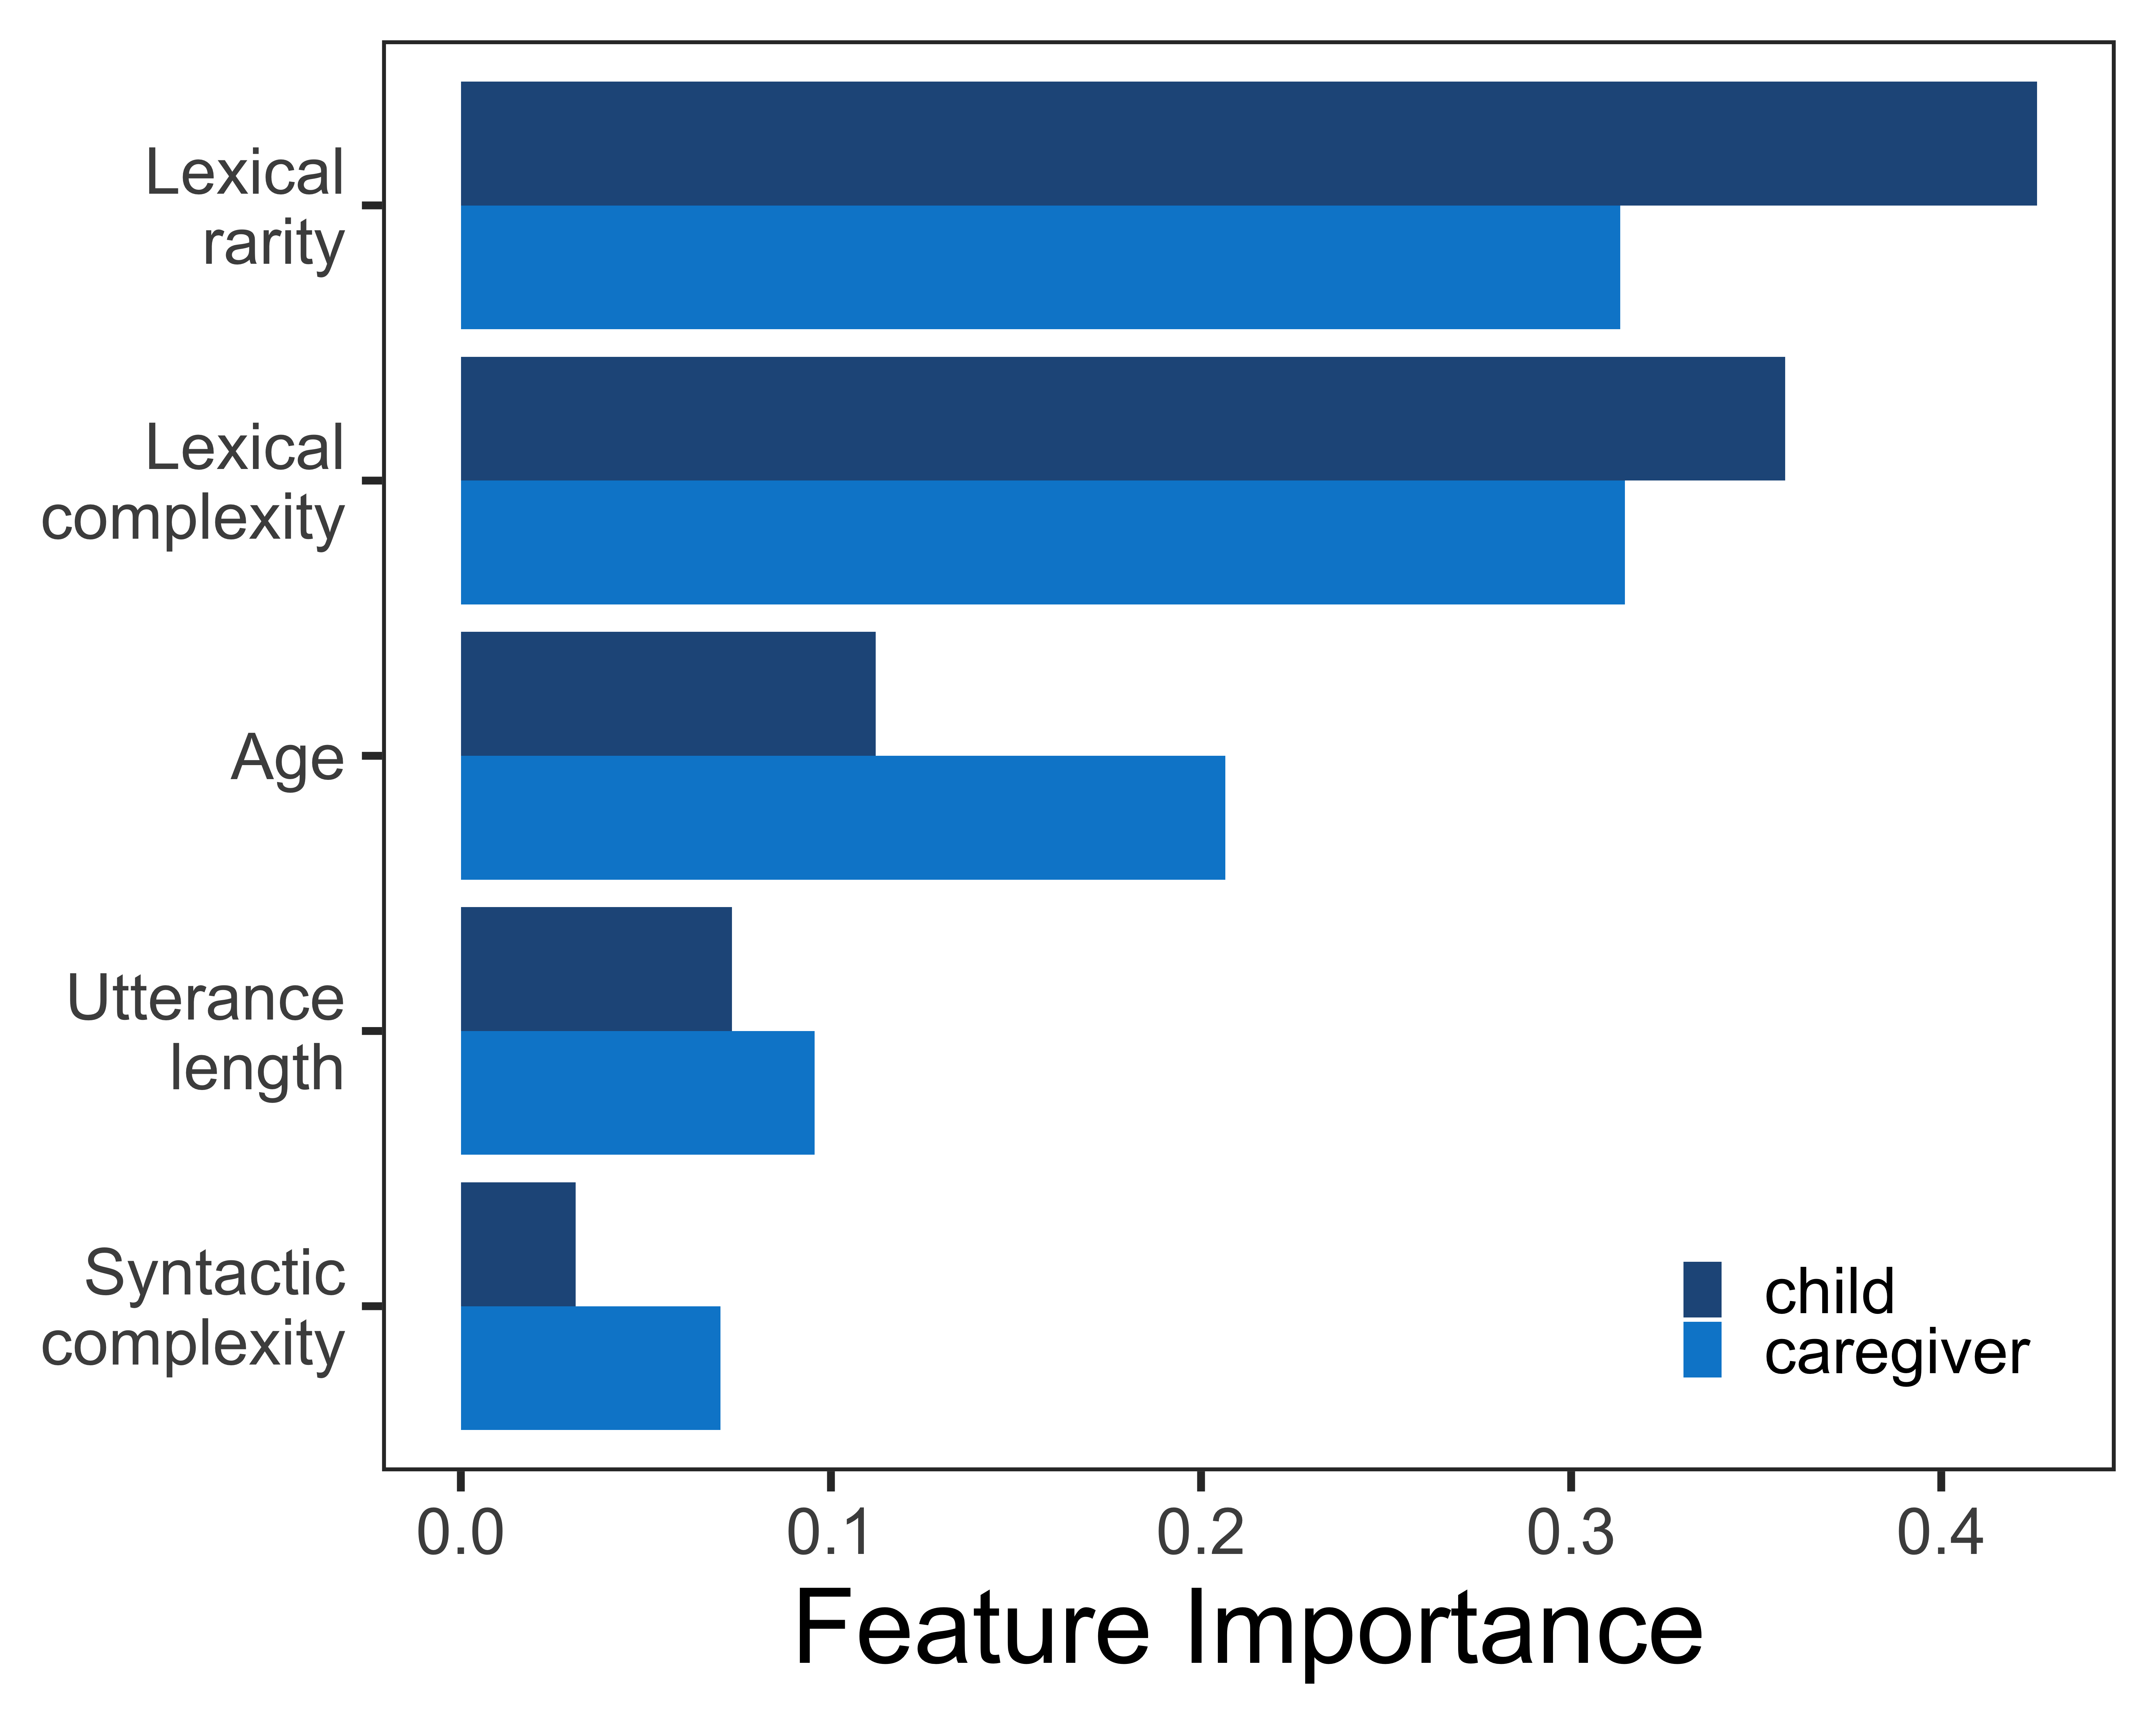 Lexical
rarity
Lexical
complexity
Age
Utterance
length
Syntactic
complexity
child
caregiver
0.0 0.1 0.2 0.3 0.4
Feature Importance